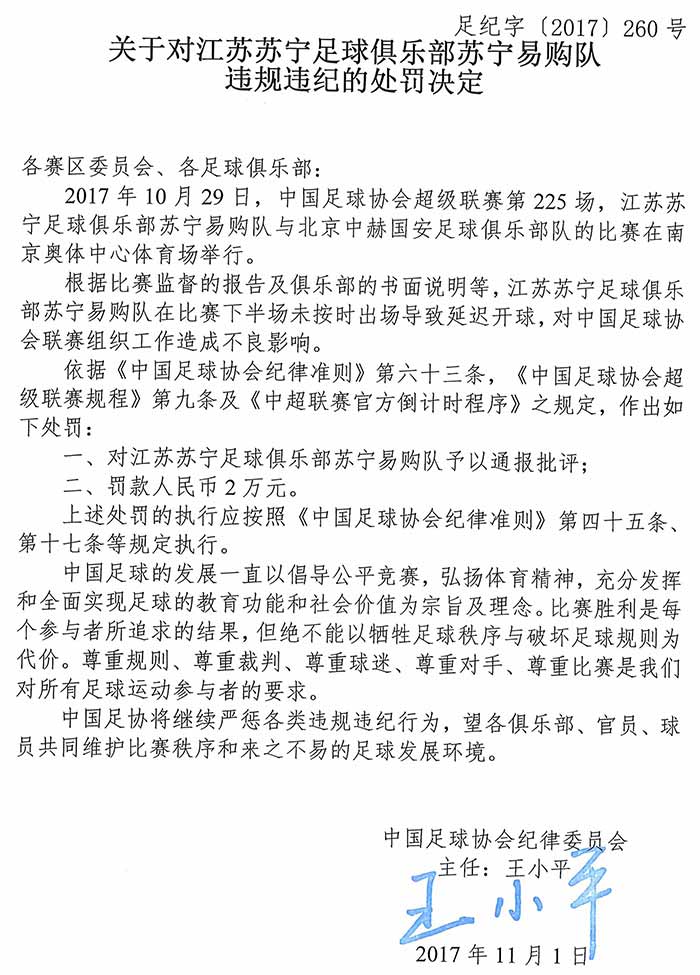 足纪字〔2017〕260号
关于对江苏苏宁足球俱乐部苏宁易购队
违规违纪的处罚决定
各赛区委员会、各足球俱乐部：
2017年10月29日，中国足球协会超级联赛第225场，江苏苏
宁足球俱乐部苏宁易购队与北京中赫国安足球俱乐部队的比赛在南
京奥体中心体育场举行。
根据比赛监督的报告及俱乐部的书面说明等，江苏苏宁足球俱乐
部苏宁易购队在比赛下半场未按时出场导致延迟开球，对中国足球协
会联赛组织工作造成不良影响。
依据《中国足球协会纪律准则》第六十三条，《中国足球协会超
级联赛规程》第九条及《中超联赛官方倒计时程序》之规定，作出如
下处罚：
一、对江苏苏宁足球俱乐部苏宁易购队予以通报批评；
二、罚款人民币2万元。
上述处罚的执行应按照《中国足球协会纪律准则》第四十五条、
第十七条等规定执行。
中国足球的发展一直以倡导公平竞赛，弘扬体育精神，充分发挥
和全面实现足球的教育功能和社会价值为宗旨及理念。比赛胜利是每
个参与者所追求的结果，但绝不能以牺牲足球秩序与破坏足球规则为
代价。尊重规则、尊重裁判、尊重球迷、尊重对手、尊重比赛是我们
对所有足球运动参与者的要求。
中国足协将继续严惩各类违规违纪行为，望各俱乐部、官员、球
员共同维护比赛秩序和来之不易的足球发展环境。
中国足球协会纪律委员会
主任：王小平
王小平
2017年11月1日